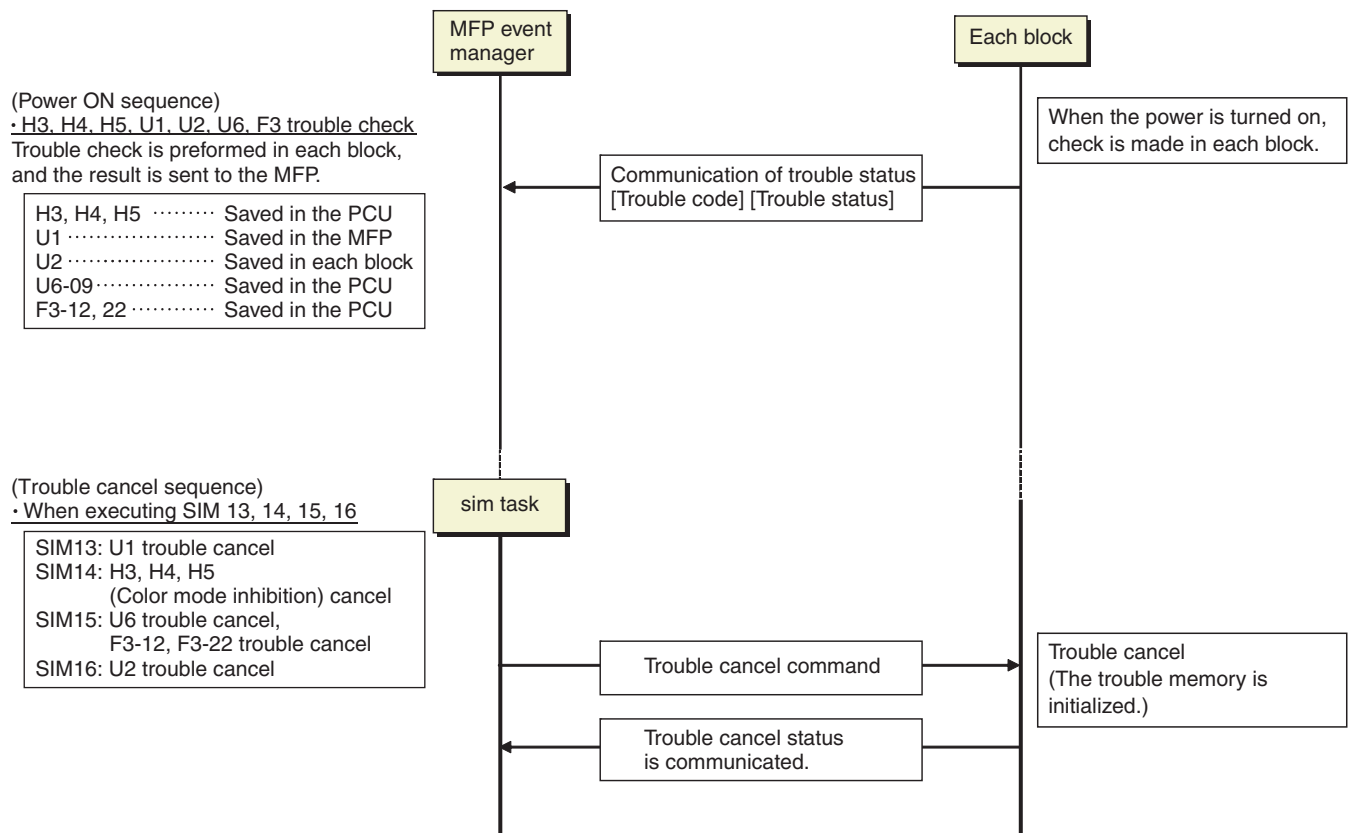 MFP event
manager
Each block
(Power ON sequence)
· H3, H4, H5, U1, U2, U6, F3 trouble check
Trouble check is preformed in each block,
and the result is sent to the MFP.
When the power is turned on,
check is made in each block.
Communication of trouble status
[Trouble code] [Trouble status]
H3, H4, H5 ········· Saved in the PCU
U1 ····················· Saved in the MFP
U2 ····················· Saved in each block
U6-09················· Saved in the PCU
F3-12, 22 ············ Saved in the PCU
(Trouble cancel sequence)
· When executing SIM 13, 14, 15, 16
sim task
SIM13: U1 trouble cancel
SIM14: H3, H4, H5
(Color mode inhibition) cancel
SIM15: U6 trouble cancel,
F3-12, F3-22 trouble cancel
SIM16: U2 trouble cancel
Trouble cancel command
Trouble cancel
(The trouble memory is
initialized.)
Trouble cancel status
is communicated.